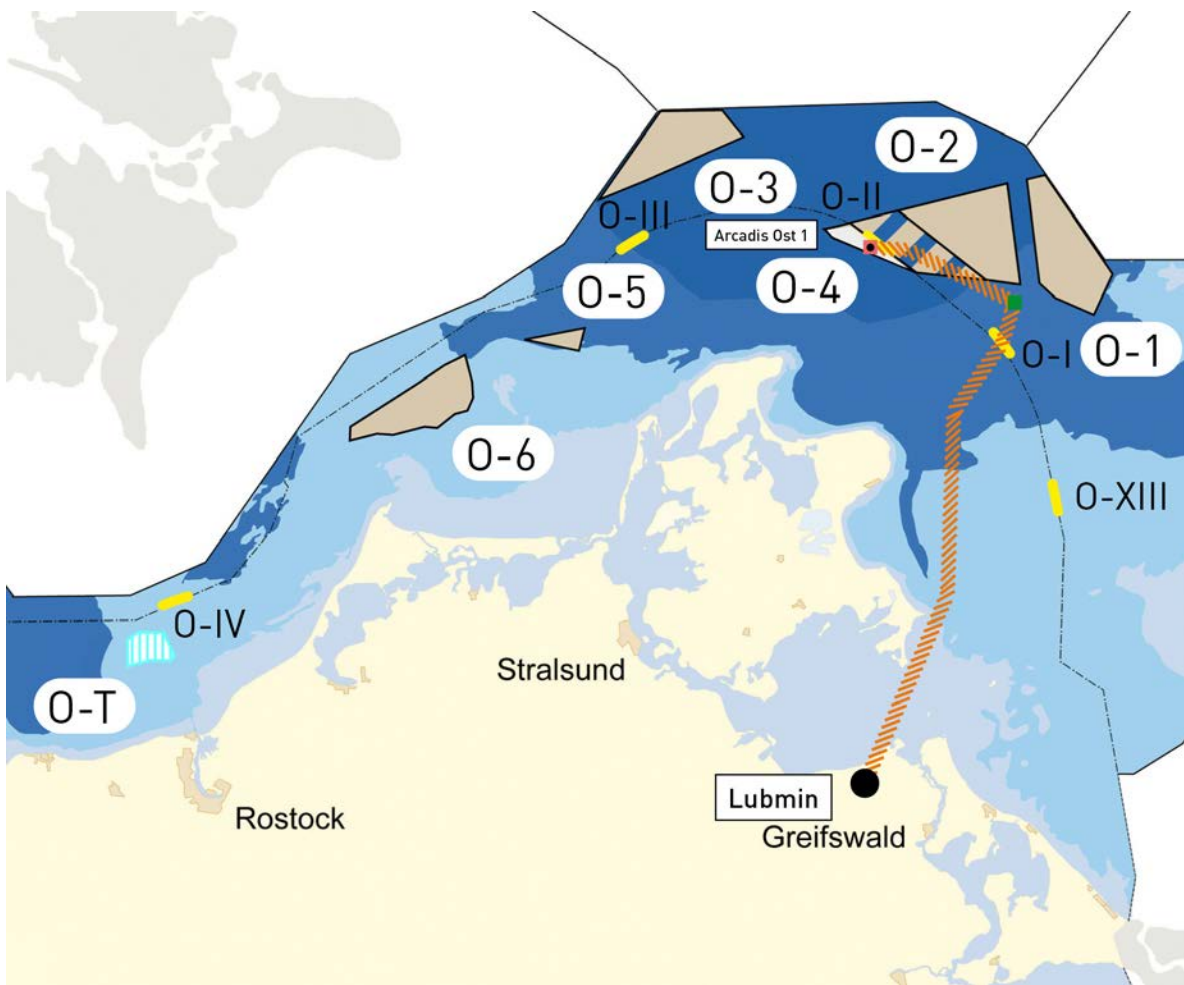 O-2
O-3
O-II
O-III
Arcadis Ost 1
O-5
O-4
O-I
O-1
O-6
O-XIII
O-IV
Stralsund
O-T
Lubmin
Rostock
Greifswald